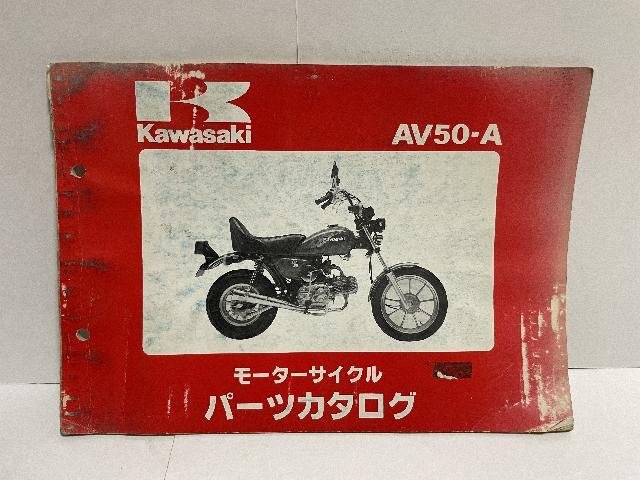 Kawasaki
AV50-A
モーターサイクル
パーツカタログ